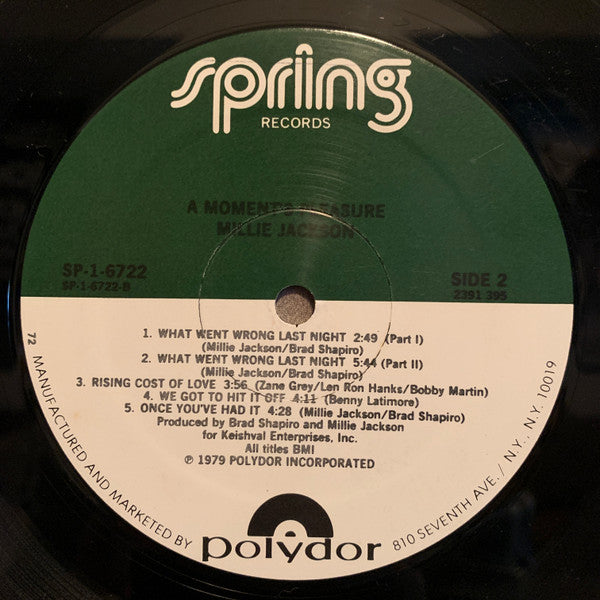 spring
RECORDS
A MOMENT'S PLEASURE
MILLIE JACKSON
SP-1-6722
SP-1-6722-B
SIDE 2
2391 395
1. WHAT WENT WRONG LAST NIGHT 2:49 (Part I)
(Millie Jackson/Brad Shapiro)
2. WHAT WENT WRONG LAST NIGHT 5:44 (Part II)
(Millie Jackson/Brad Shapiro)
3. RISING COST OF LOVE 3:56 (Zane Grey/Len Ron Hanks/Bobby Martin)
4. WE GOT TO HIT IT OFF 4:11 (Benny Latimore)
5. ONCE YOU'VE HAD IT 4:28 (Millie Jackson/Brad Shapiro)
Produced by Brad Shapiro and Millie Jackson
for Keishval Enterprises, Inc.
All titles BMI
℗ 1979 POLYDOR INCORPORATED
72 MANUFACTURED AND MARKETED BY
polydor
810 SEVENTH AVE. / N.Y., N.Y. 10019